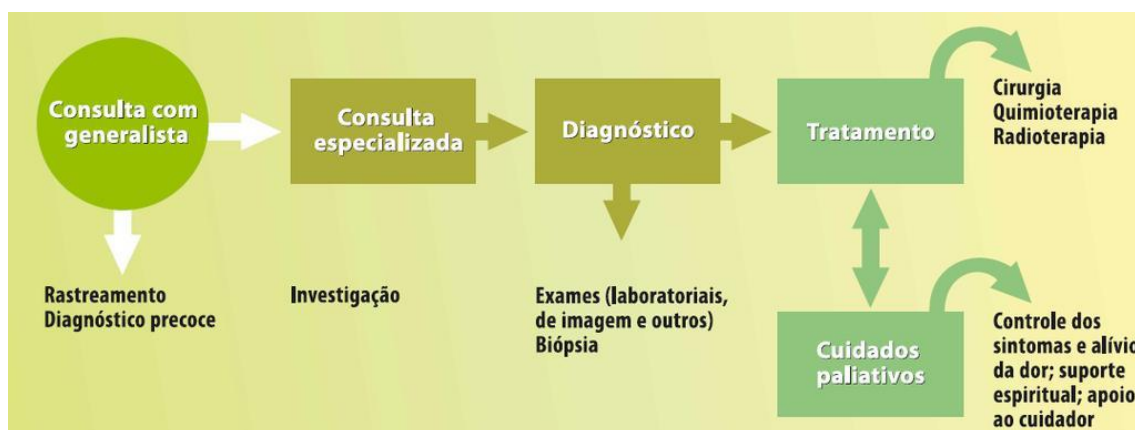 Consulta com
generalista
Consulta
especializada
Diagnóstico
Tratamento
Cirurgia
Quimioterapia
Radioterapia
Rastreamento
Diagnóstico precoce
Investigação
Exames (laboratoriais,
de imagem e outros)
Biópsia
Cuidados
paliativos
Controle dos
sintomas e alívio
da dor; suporte
espiritual; apoio
ao cuidador